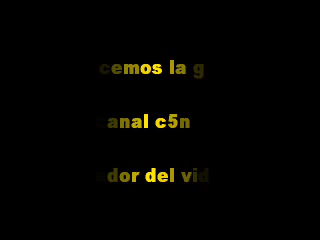 cemos la g
anal c5n
dor del vid